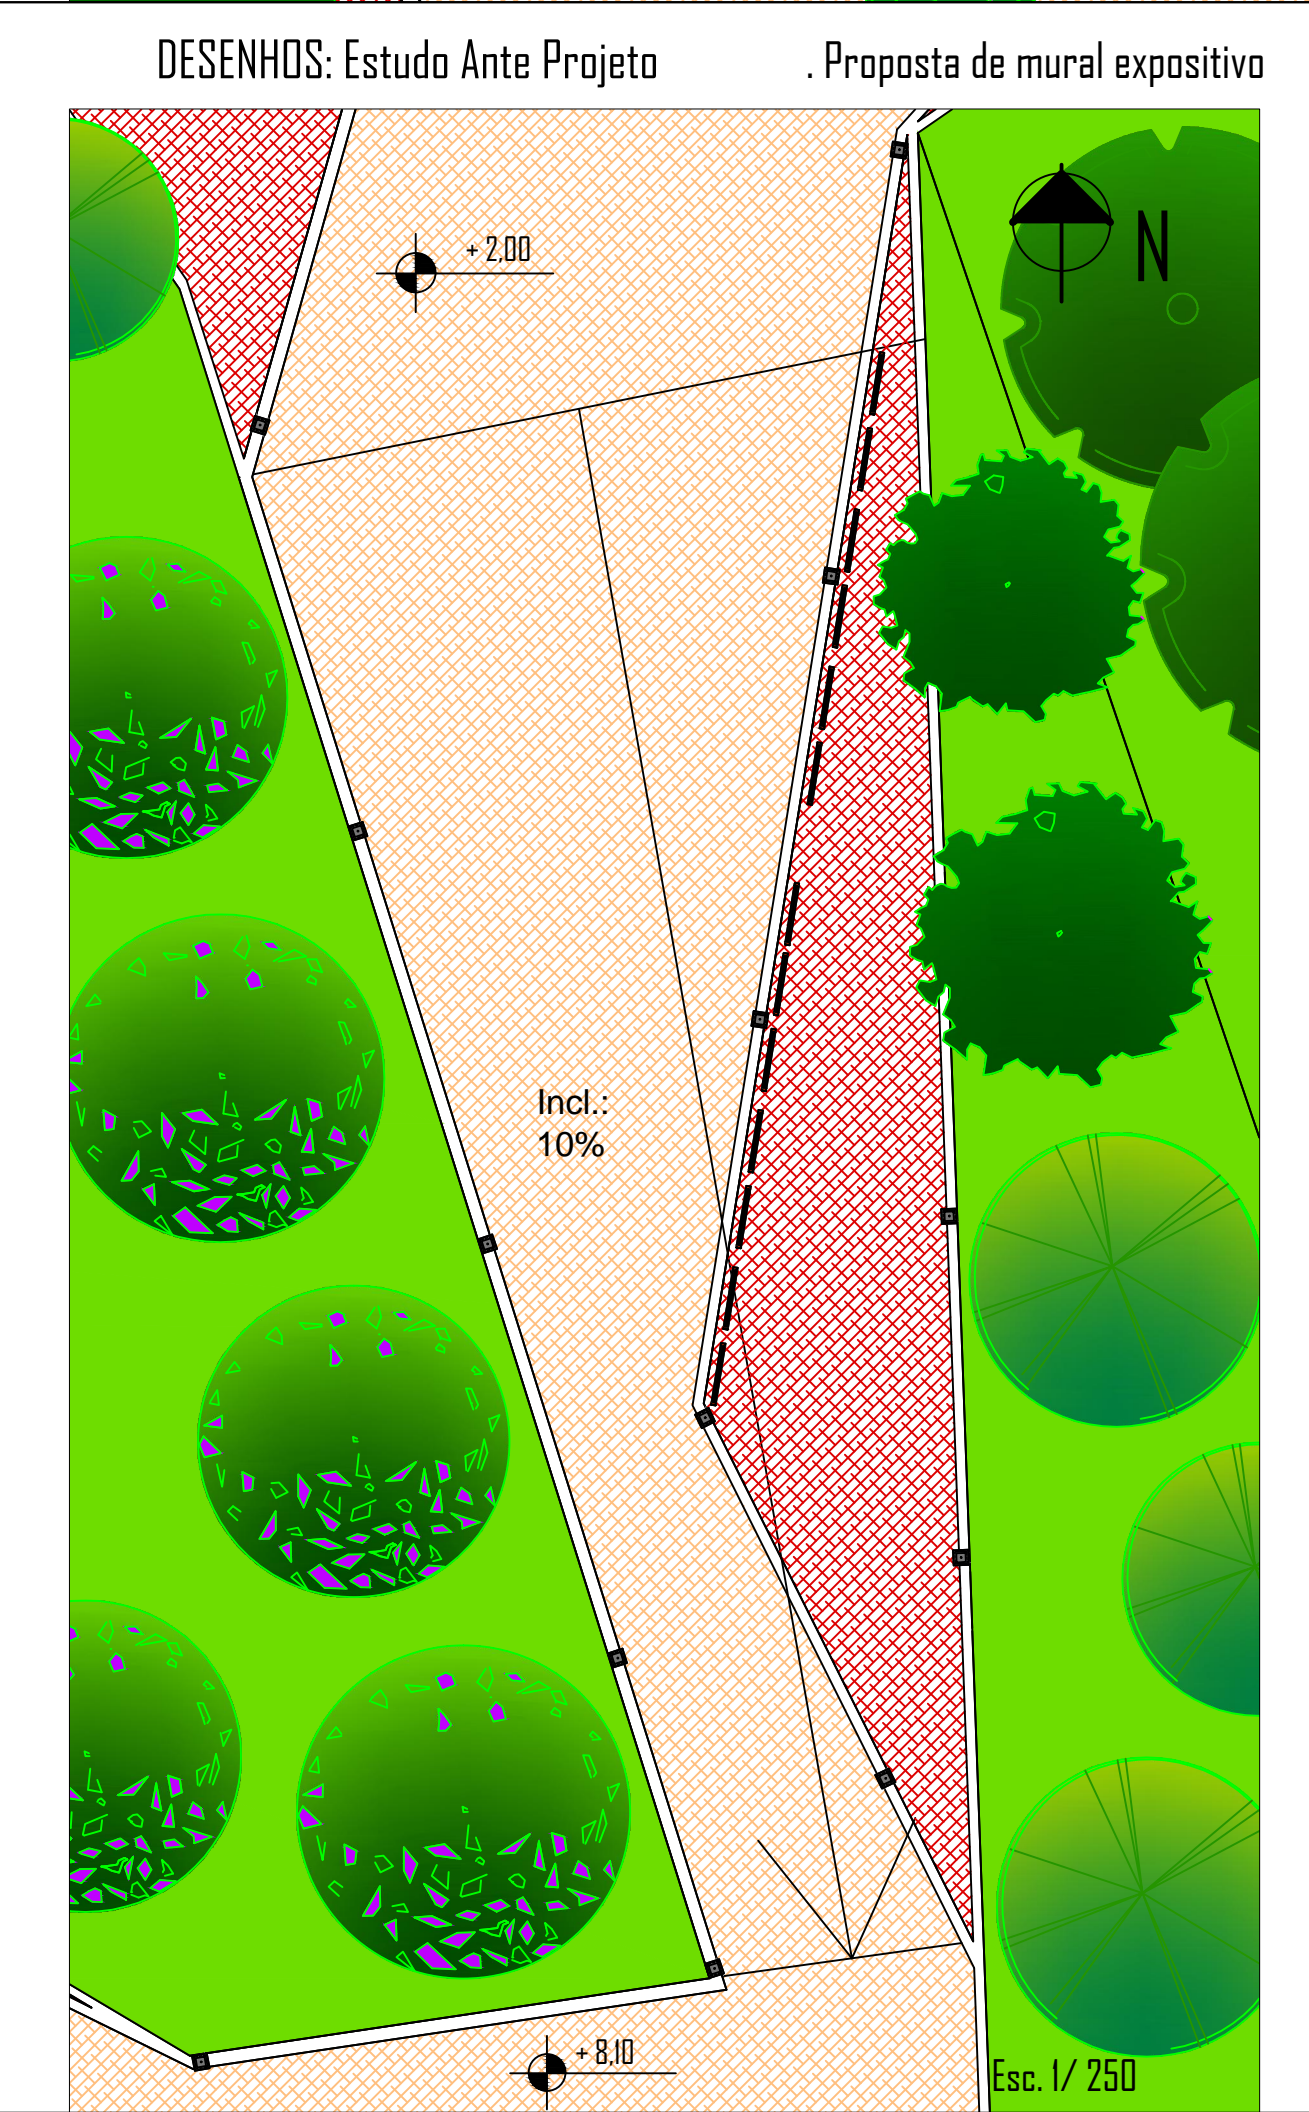 DESENHOS: Estudo Ante Projeto
. Proposta de mural expositivo
N
+ 2,00
Incl.:
10%
+ 8,10
Esc. 1/ 250